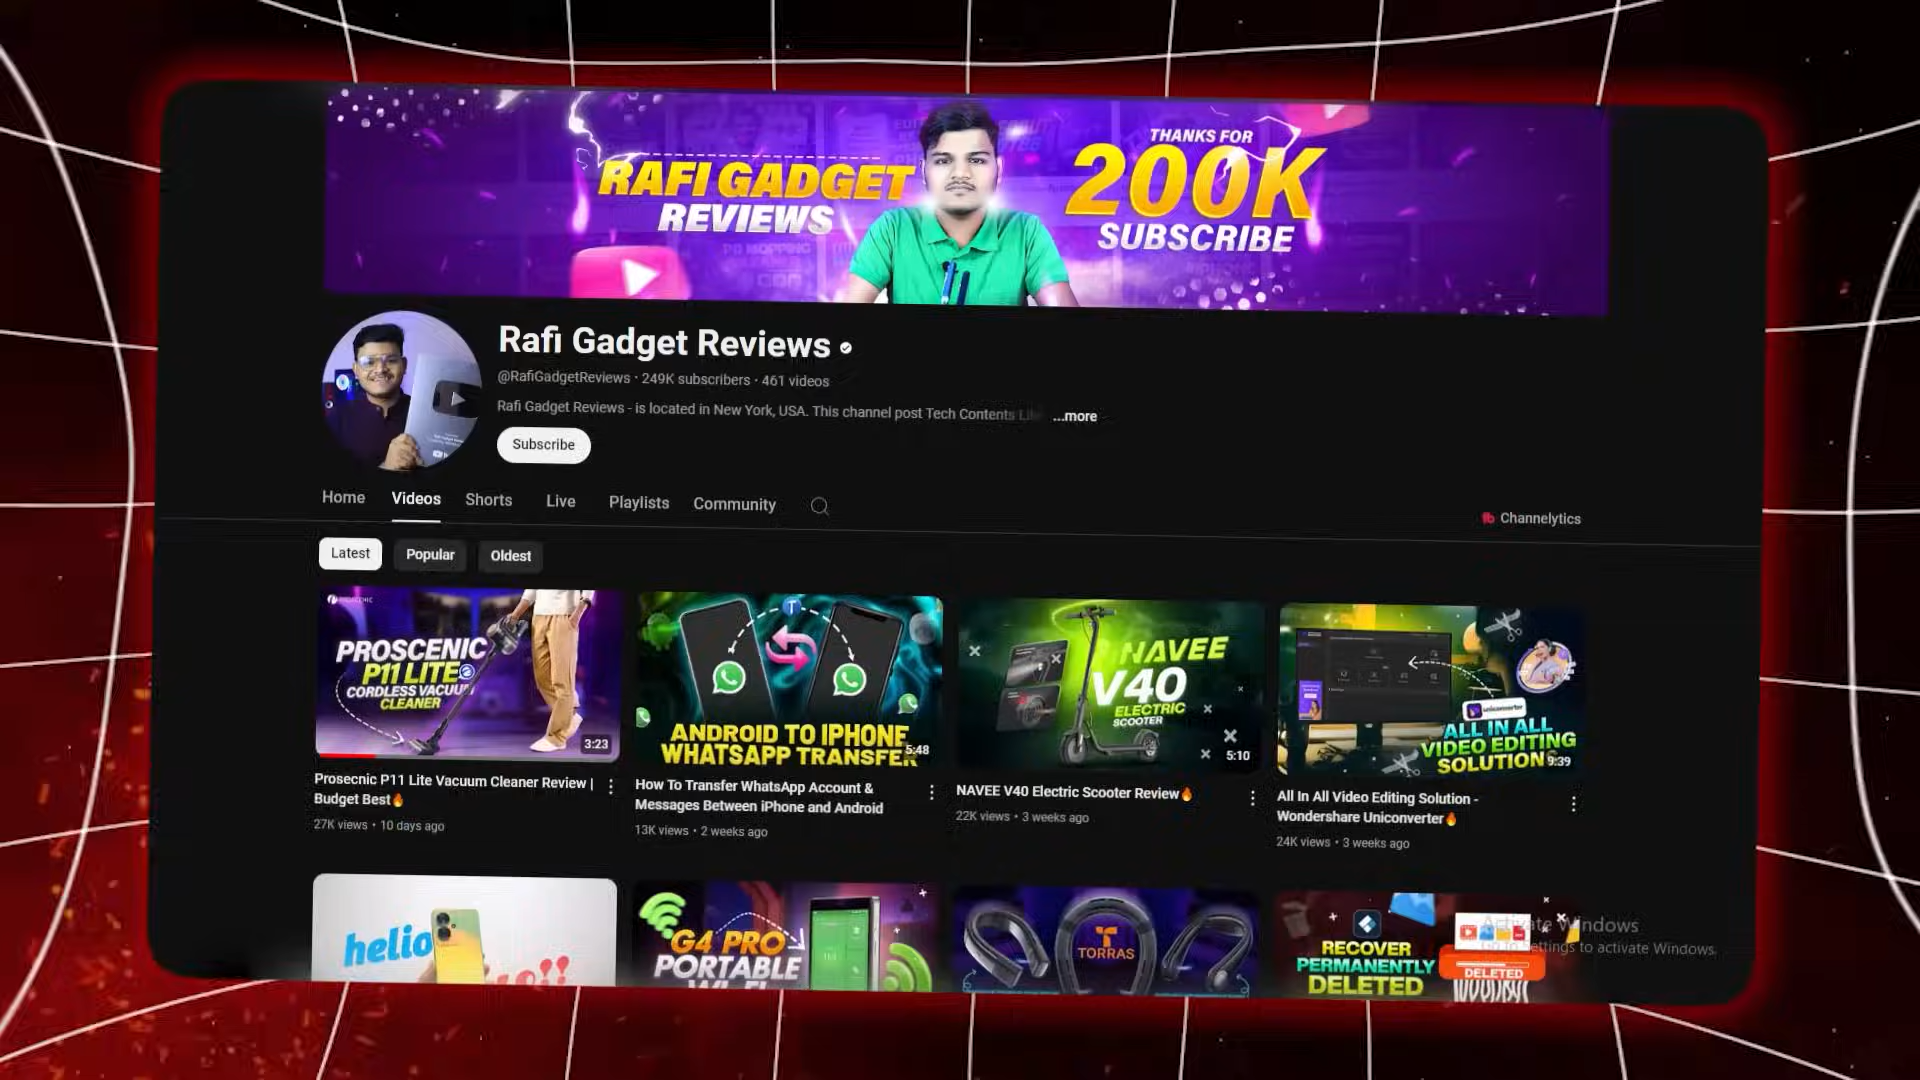 RAFI GADGET
REVIEWS
THANKS FOR
200K
SUBSCRIBE
Rafi Gadget Reviews
@RafiGadgetReviews · 249K subscribers · 461 videos
Rafi Gadget Reviews - is located in New York, USA. This channel post Tech Contents ...more
Subscribe
Home Videos Shorts Live Playlists Community
Channelytics
Latest Popular Oldest
PROSCENIC
PROSCENIC
P11 LITE
CORDLESS VACUUM
CLEANER
3:23
ANDROID TO IPHONE
WHATSAPP TRANSFER
5:48
NAVEE
V40
ELECTRIC
SCOOTER
5:10
uniconverter
ALL IN ALL
VIDEO EDITING
SOLUTION
9:39
Prosecnic P11 Lite Vacuum Cleaner Review |
Budget Best🔥
27K views · 10 days ago
How To Transfer WhatsApp Account &
Messages Between iPhone and Android
13K views · 2 weeks ago
NAVEE V40 Electric Scooter Review🔥
22K views · 3 weeks ago
All In All Video Editing Solution -
Wondershare Uniconverter🔥
24K views · 3 weeks ago
helio
G4 PRO
PORTABLE
WI-FI
TORRAS
RECOVER
PERMANENTLY
DELETED
DELETED
Activate Windows
Go to Settings to activate Windows.